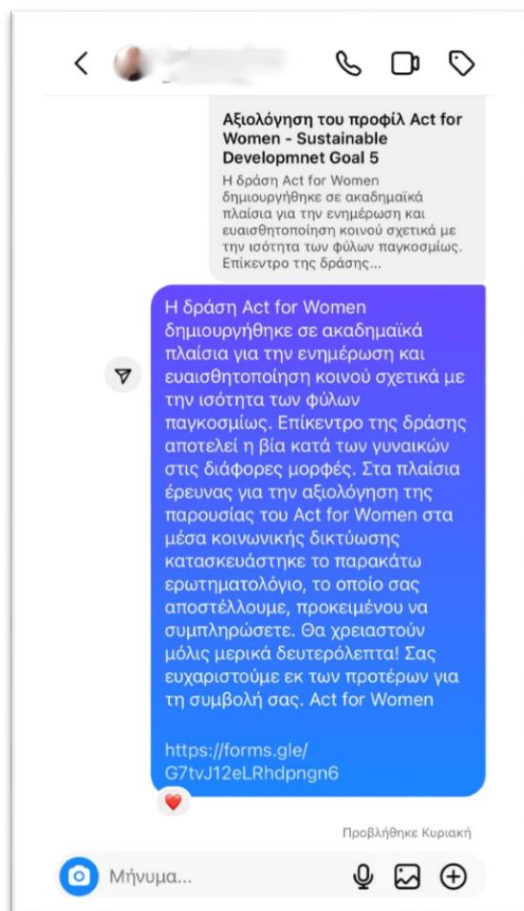 Αξιολόγηση του προφίλ Act for
Women - Sustainable
Developmnet Goal 5
Η δράση Act for Women
δημιουργήθηκε σε ακαδημαϊκά
πλαίσια για την ενημέρωση και
ευαισθητοποίηση κοινού σχετικά με
την ισότητα των φύλων παγκοσμίως.
Επίκεντρο της δράσης...
Η δράση Act for Women
δημιουργήθηκε σε ακαδημαϊκά
πλαίσια για την ενημέρωση και
ευαισθητοποίηση κοινού σχετικά με
την ισότητα των φύλων
παγκοσμίως. Επίκεντρο της δράσης
αποτελεί η βία κατά των γυναικών
στις διάφορες μορφές. Στα πλαίσια
έρευνας για την αξιολόγηση της
παρουσίας του Act for Women στα
μέσα κοινωνικής δικτύωσης
κατασκευάστηκε το παρακάτω
ερωτηματολόγιο, το οποίο σας
αποστέλλουμε, προκειμένου να
συμπληρώσετε. Θα χρειαστούν
μόλις μερικά δευτερόλεπτα! Σας
ευχαριστούμε εκ των προτέρων για
τη συμβολή σας. Act for Women
https://forms.gle/
G7tvJ12eLRhdpngn6
Προβλήθηκε Κυριακή
Μήνυμα...